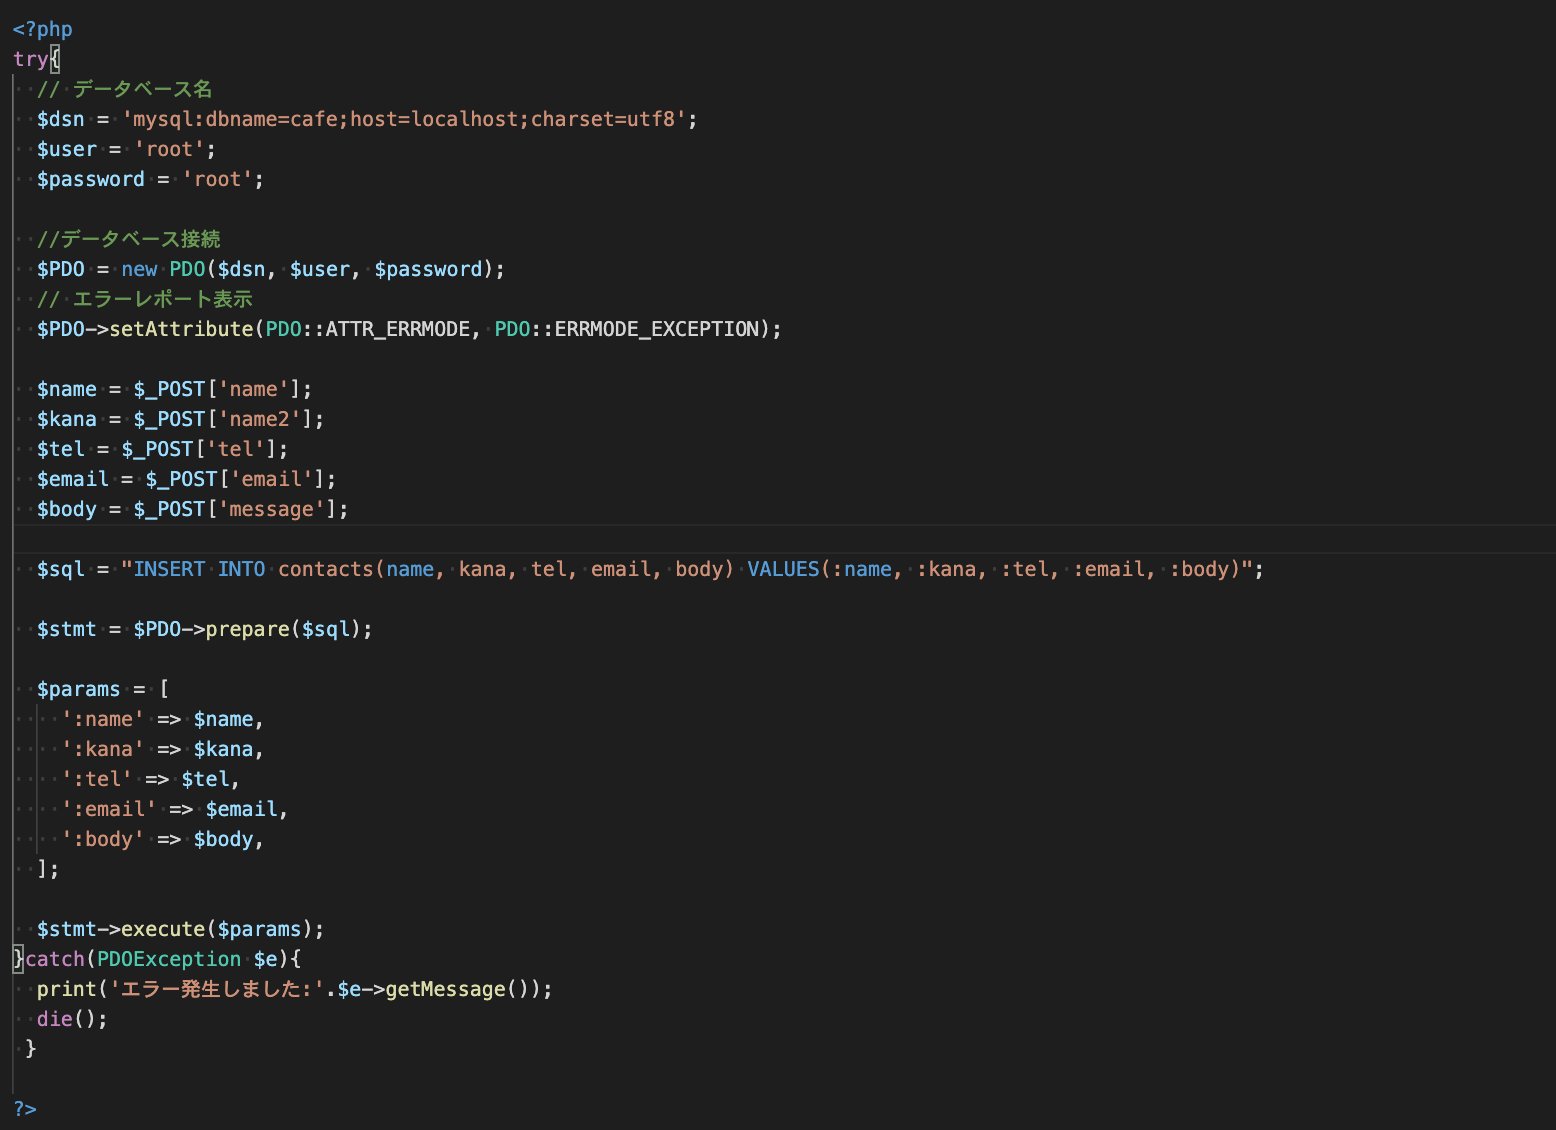 <?php
try{
// データベース名
$dsn = 'mysql:dbname=cafe;host=localhost;charset=utf8';
$user = 'root';
$password = 'root';
//データベース接続
$PDO = new PDO($dsn, $user, $password);
// エラーレポート表示
$PDO->setAttribute(PDO::ATTR_ERRMODE, PDO::ERRMODE_EXCEPTION);
$name = $_POST['name'];
$kana = $_POST['name2'];
$tel = $_POST['tel'];
$email = $_POST['email'];
$body = $_POST['message'];
$sql = "INSERT INTO contacts(name, kana, tel, email, body) VALUES(:name, :kana, :tel, :email, :body)";
$stmt = $PDO->prepare($sql);
$params = [
':name' => $name,
':kana' => $kana,
':tel' => $tel,
':email' => $email,
':body' => $body,
];
$stmt->execute($params);
}catch(PDOException $e){
print('エラー発生しました:'.$e->getMessage());
die();
}
?>